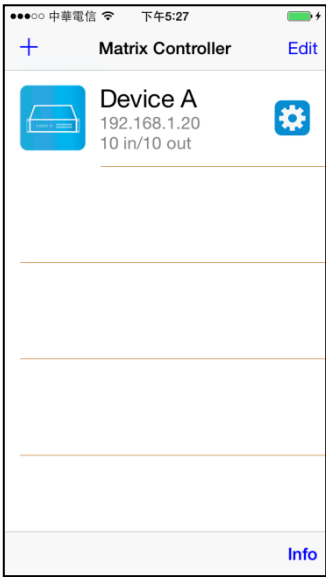 中華電信 下午5:27
+ Matrix Controller Edit
Device A
192.168.1.20
10 in/10 out
Info